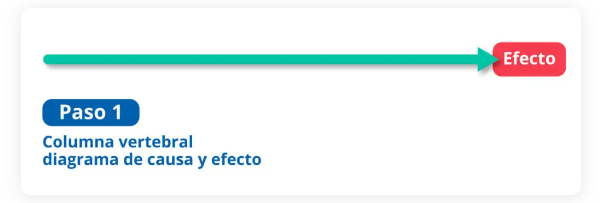 Efecto
Paso 1
Columna vertebral
diagrama de causa y efecto